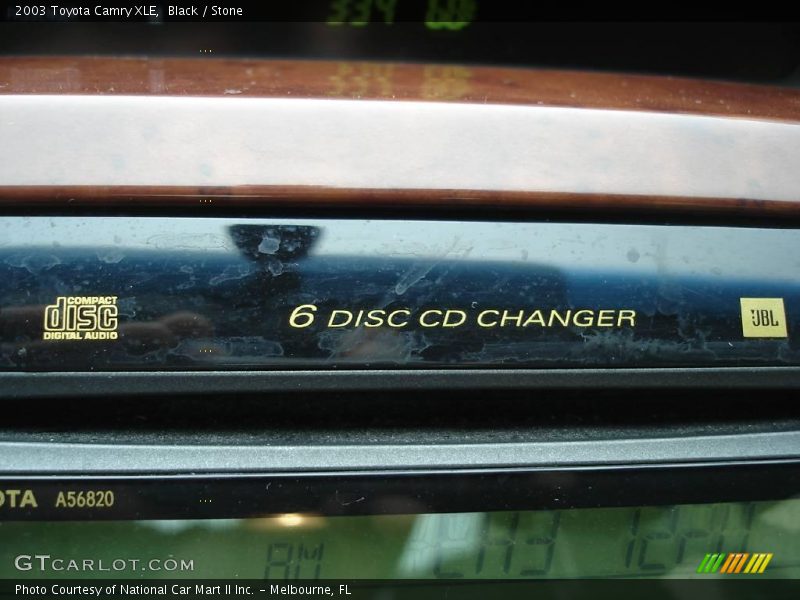 2003 Toyota Camry XLE,  Black / Stone
COMPACT
disc
DIGITAL AUDIO
6 DISC CD CHANGER
JBL
OTA A56820
AM
GTCARLOT.COM
Photo Courtesy of National Car Mart II Inc. - Melbourne, FL